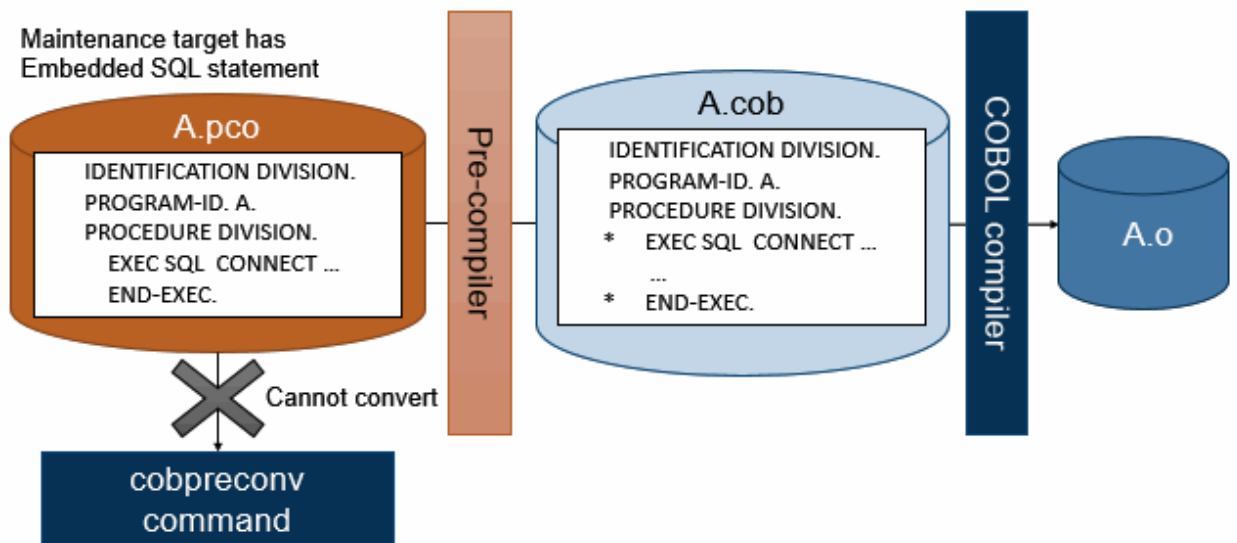 Maintenance target has
Embedded SQL statement
A.pco
IDENTIFICATION DIVISION.
PROGRAM-ID. A.
PROCEDURE DIVISION.
EXEC SQL  CONNECT ...
END-EXEC.
Cannot convert
cobpreconv
command
Pre-compiler
A.cob
IDENTIFICATION DIVISION.
PROGRAM-ID. A.
PROCEDURE DIVISION.
*    EXEC SQL  CONNECT ...
...
*    END-EXEC.
COBOL compiler
A.o